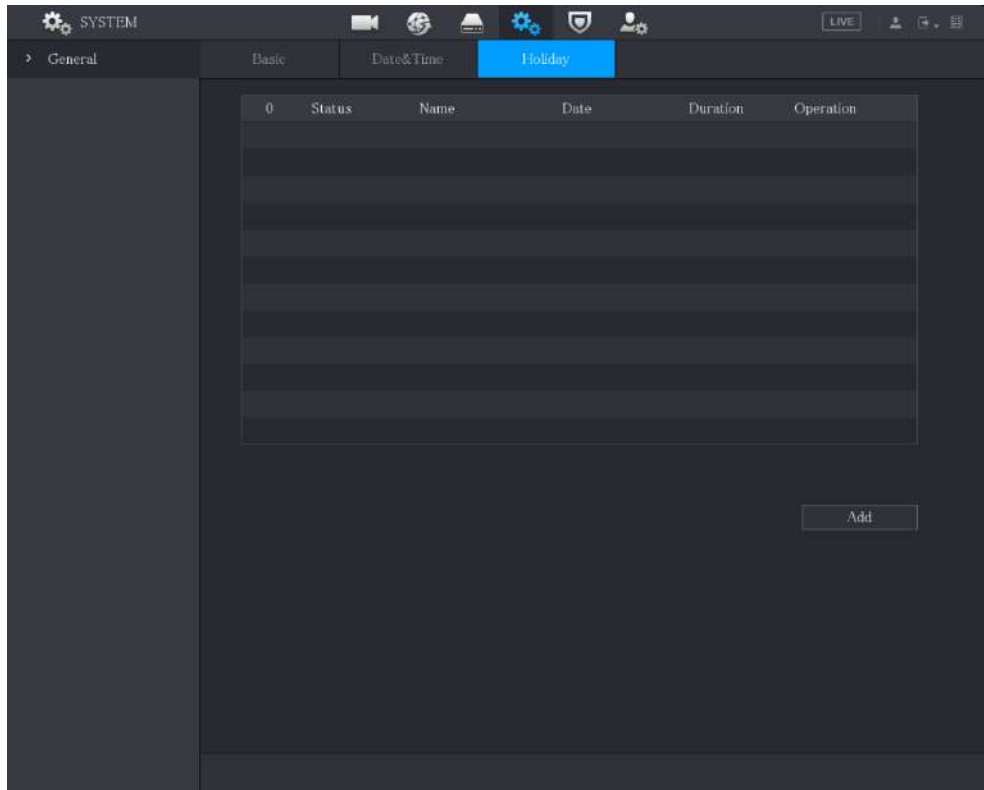 SYSTEM
LIVE
General
Basic
Date&Time
Holiday
0 Status Name Date Duration Operation
Add